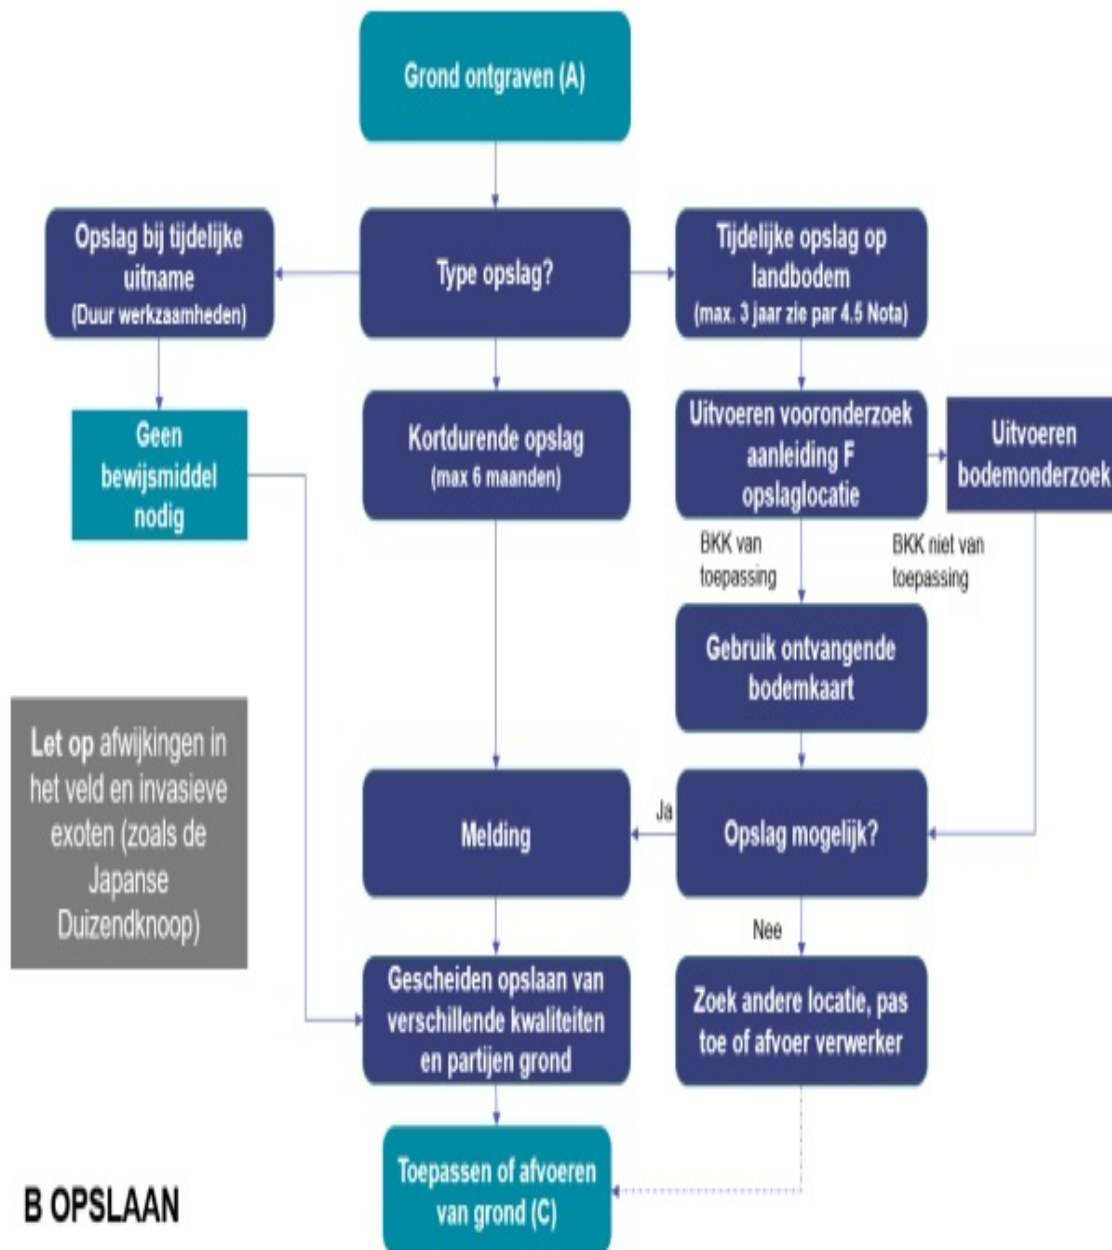 Grond ontgraven (A)
Opslag bij tijdelijke
uitname
(Duur werkzaamheden)
Type opslag?
Tijdelijke opslag op
landbodem
(max. 3 jaar zie par 4.5 Nota)
Geen
bewijsmiddel
nodig
Kortdurende opslag
(max 6 maanden)
Uitvoeren vooronderzoek
aanleiding F
opslaglocatie
Uitvoeren
bodemonderzoek
BKK van
toepassing
BKK niet van
toepassing
Gebruik ontvangende
bodemkaart
Let op afwijkingen in
het veld en invasieve
exoten (zoals de
Japanse
Duizendknoop)
Melding
Ja
Opslag mogelijk?
Nee
Gescheiden opslaan van
verschillende kwaliteiten
en partijen grond
Zoek andere locatie, pas
toe of afvoer verwerker
Toepassen of afvoeren
van grond (C)
B OPSLAAN